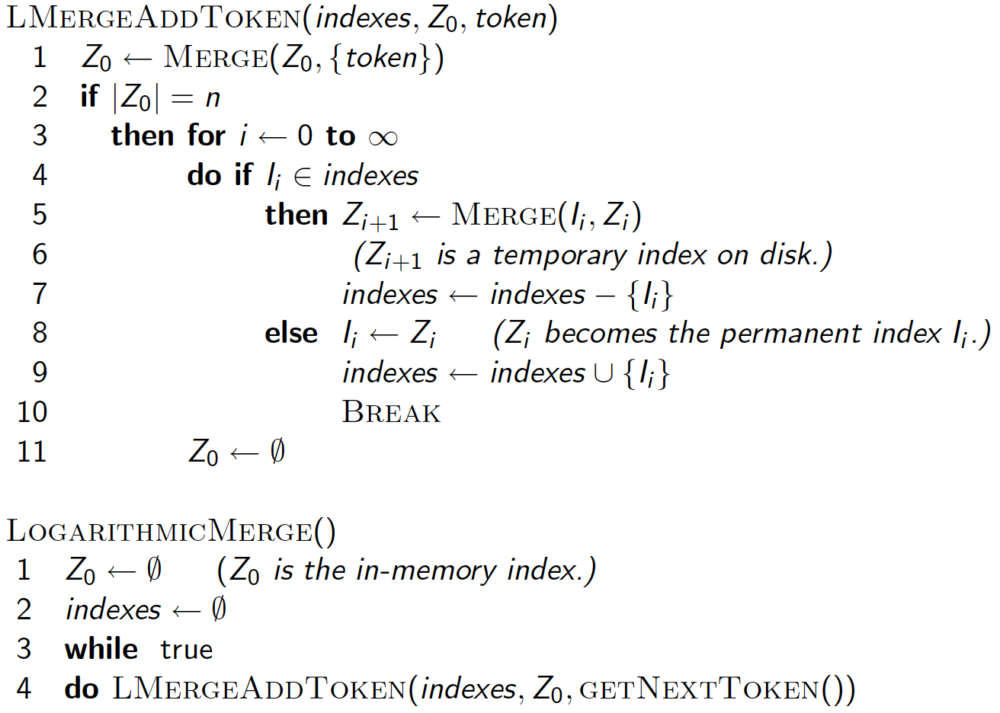 LMERGEADDTOKEN(indexes, Z₀, token)
1 Z₀ ← MERGE(Z₀, {token})
2 if |Z₀| = n
3 then for i ← 0 to ∞
4 do if Iᵢ ∈ indexes
5 then Zᵢ₊₁ ← MERGE(Iᵢ, Zᵢ)
6 (Zᵢ₊₁ is a temporary index on disk.)
7 indexes ← indexes − {Iᵢ}
8 else Iᵢ ← Zᵢ (Zᵢ becomes the permanent index Iᵢ.)
9 indexes ← indexes ∪ {Iᵢ}
10 BREAK
11 Z₀ ← ∅
LOGARITHMICMERGE()
1 Z₀ ← ∅ (Z₀ is the in-memory index.)
2 indexes ← ∅
3 while true
4 do LMERGEADDTOKEN(indexes, Z₀, GETNEXTTOKEN())